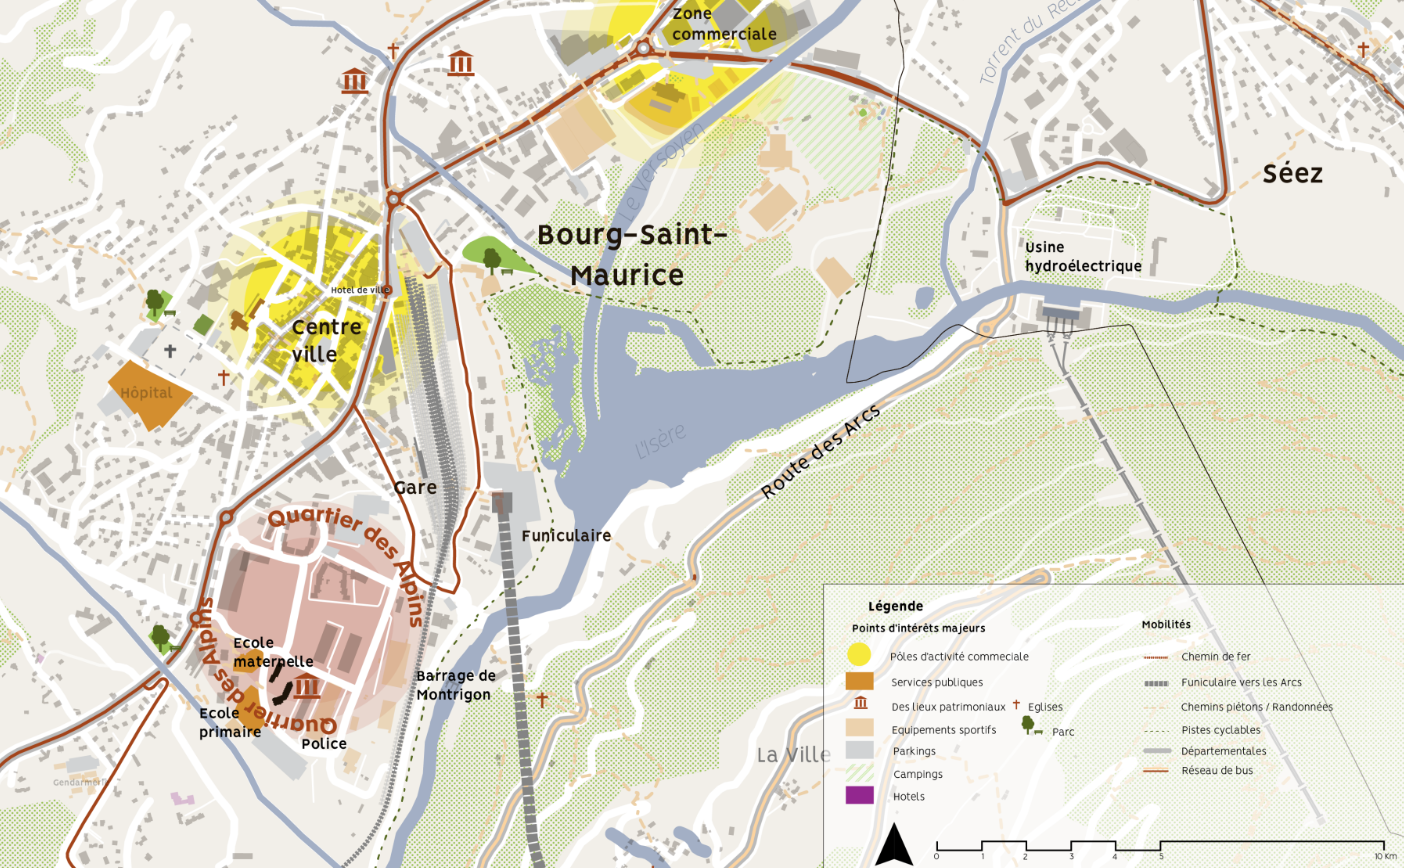 Zone
commerciale
Torrent du Rec
Séez
Le Versoyen
Bourg-Saint-
Maurice
Usine
hydroélectrique
Hotel de ville
Centre
ville
Hôpital
L'Isère
Route des Arcs
Gare
Funiculaire
Quartier des Alpins
Quartier des Alpins
Ecole
maternelle
Ecole
primaire
Police
Barrage de
Montrigon
La Ville
Gendarmerie
Légende
Points d'intérêts majeurs
Pôles d'activité commeciale
Services publiques
Des lieux patrimoniaux
Eglises
Equipements sportifs
Parc
Parkings
Campings
Hotels
Mobilités
Chemin de fer
Funiculaire vers les Arcs
Chemins piétons / Randonnées
Pistes cyclables
Départementales
Réseau de bus
0 1 2 3 4 5 10 Km